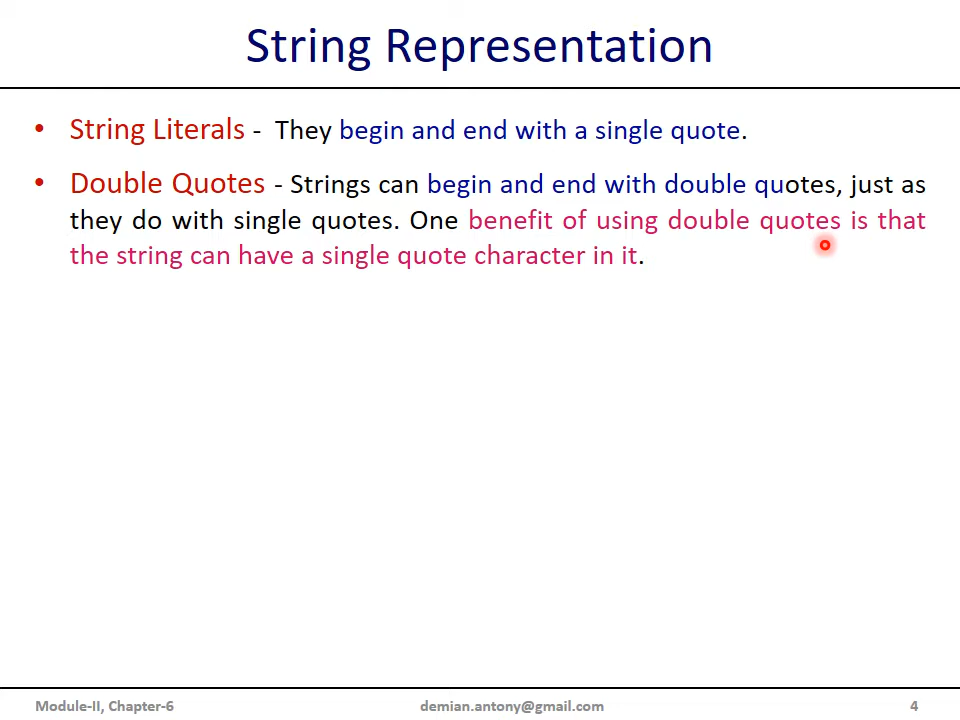 String Representation
• String Literals - They begin and end with a single quote.
• Double Quotes - Strings can begin and end with double quotes, just as
they do with single quotes. One benefit of using double quotes is that
the string can have a single quote character in it.
Module-II, Chapter-6 demian.antony@gmail.com 4